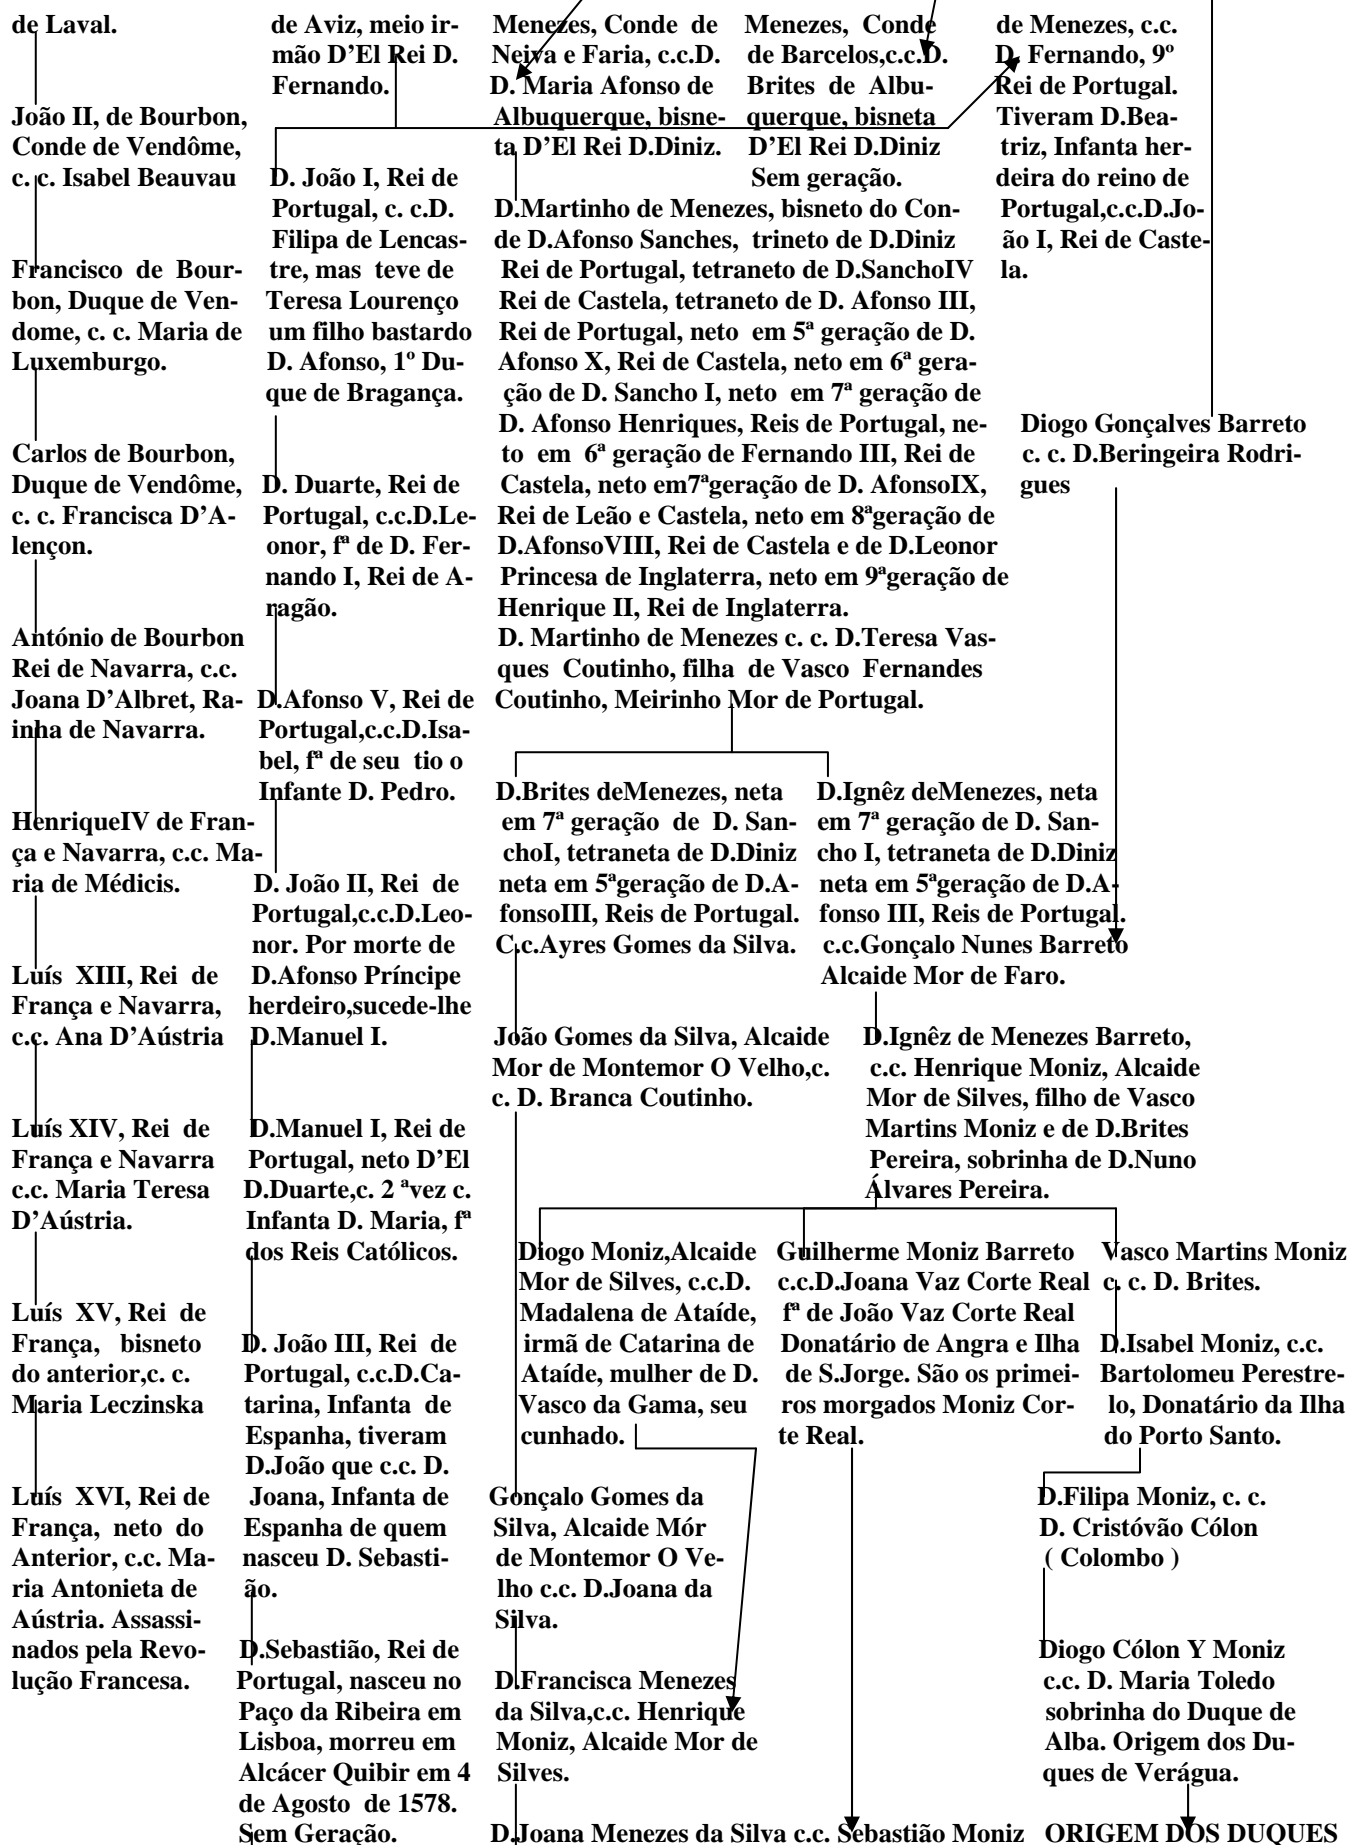 de Laval.
João II, de Bourbon,
Conde de Vendôme,
c. c. Isabel Beauvau
Francisco de Bour-
bon, Duque de Ven-
dome, c. c. Maria de
Luxemburgo.
Carlos de Bourbon,
Duque de Vendôme,
c. c. Francisca D'A-
lençon.
António de Bourbon
Rei de Navarra, c.c.
Joana D'Albret, Ra-
inha de Navarra.
HenriqueIV de Fran-
ça e Navarra, c.c. Ma-
ria de Médicis.
Luís XIII, Rei de
França e Navarra,
c.c. Ana D'Aústria
Luís XIV, Rei de
França e Navarra
c.c. Maria Teresa
D'Aústria.
Luís XV, Rei de
França, bisneto
do anterior,c. c.
Maria Leczinska
Luís XVI, Rei de
França, neto do
Anterior, c.c. Ma-
ria Antonieta de
Aústria. Assassi-
nados pela Revo-
lução Francesa.
de Aviz, meio ir-
mão D'El Rei D.
Fernando.
D. João I, Rei de
Portugal, c. c.D.
Filipa de Lencas-
tre, mas teve de
Teresa Lourenço
um filho bastardo
D. Afonso, 1º Du-
que de Bragança.
D. Duarte, Rei de
Portugal, c.c.D.Le-
onor, fª de D. Fer-
nando I, Rei de A-
ragão.
D.Afonso V, Rei de
Portugal,c.c.D.Isa-
bel, fª de seu tio o
Infante D. Pedro.
D. João II, Rei de
Portugal,c.c.D.Leo-
nor. Por morte de
D.Afonso Príncipe
herdeiro,sucede-lhe
D.Manuel I.
D.Manuel I, Rei de
Portugal, neto D'El
D.Duarte,c. 2 ªvez c.
Infanta D. Maria, fª
dos Reis Católicos.
D. João III, Rei de
Portugal, c.c.D.Ca-
tarina, Infanta de
Espanha, tiveram
D.João que c.c. D.
Joana, Infanta de
Espanha de quem
nasceu D. Sebasti-
ão.
D.Sebastião, Rei de
Portugal, nasceu no
Paço da Ribeira em
Lisboa, morreu em
Alcácer Quibir em 4
de Agosto de 1578.
Sem Geração.
Menezes, Conde de
Neiva e Faria, c.c.D.
D. Maria Afonso de
Albuquerque, bisne-
ta D'El Rei D.Diniz.
Menezes, Conde
de Barcelos,c.c.D.
Brites de Albu-
querque, bisneta
D'El Rei D.Diniz
Sem geração.
de Menezes, c.c.
D. Fernando, 9º
Rei de Portugal.
Tiveram D.Bea-
triz, Infanta her-
deira do reino de
Portugal,c.c.D.Jo-
ão I, Rei de Caste-
la.
D.Martinho de Menezes, bisneto do Con-
de D.Afonso Sanches, trineto de D.Diniz
Rei de Portugal, tetraneto de D.SanchoIV
Rei de Castela, tetraneto de D. Afonso III,
Rei de Portugal, neto em 5ª geração de D.
Afonso X, Rei de Castela, neto em 6ª gera-
ção de D. Sancho I, neto em 7ª geração de
D. Afonso Henriques, Reis de Portugal, ne-
to em 6ª geração de Fernando III, Rei de
Castela, neto em7ªgeração de D. AfonsoIX,
Rei de Leão e Castela, neto em 8ªgeração de
D.AfonsoVIII, Rei de Castela e de D.Leonor
Princesa de Inglaterra, neto em 9ªgeração de
Henrique II, Rei de Inglaterra.
D. Martinho de Menezes c. c. D.Teresa Vas-
ques Coutinho, filha de Vasco Fernandes
Coutinho, Meirinho Mor de Portugal.
Diogo Gonçalves Barreto
c. c. D.Beringeira Rodri-
gues
D.Brites deMenezes, neta
em 7ª geração de D. San-
choI, tetraneta de D.Diniz
neta em 5ªgeração de D.A-
fonsoIII, Reis de Portugal.
C.c.Ayres Gomes da Silva.
D.Ignêz deMenezes, neta
em 7ª geração de D. San-
cho I, tetraneta de D.Diniz
neta em 5ªgeração de D.A-
fonso III, Reis de Portugal.
c.c.Gonçalo Nunes Barreto
Alcaide Mor de Faro.
João Gomes da Silva, Alcaide
Mor de Montemor O Velho,c.
c. D. Branca Coutinho.
D.Ignêz de Menezes Barreto,
c.c. Henrique Moniz, Alcaide
Mor de Silves, filho de Vasco
Martins Moniz e de D.Brites
Pereira, sobrinha de D.Nuno
Álvares Pereira.
Diogo Moniz,Alcaide
Mor de Silves, c.c.D.
Madalena de Ataíde,
irmã de Catarina de
Ataíde, mulher de D.
Vasco da Gama, seu
cunhado.
Guilherme Moniz Barreto
c.c.D.Joana Vaz Corte Real
fª de João Vaz Corte Real
Donatário de Angra e Ilha
de S.Jorge. São os primei-
ros morgados Moniz Cor-
te Real.
Vasco Martins Moniz
c. c. D. Brites.
D.Isabel Moniz, c.c.
Bartolomeu Perestre-
lo, Donatário da Ilha
do Porto Santo.
Gonçalo Gomes da
Silva, Alcaide Mór
de Montemor O Ve-
lho c.c. D.Joana da
Silva.
D.Filipa Moniz, c. c.
D. Cristóvão Cólon
( Colombo )
D.Francisca Menezes
da Silva,c.c. Henrique
Moniz, Alcaide Mor de
Silves.
Diogo Cólon Y Moniz
c.c. D. Maria Toledo
sobrinha do Duque de
Alba. Origem dos Du-
ques de Verágua.
D.Joana Menezes da Silva c.c. Sebastião Moniz
ORIGEM DOS DUQUES